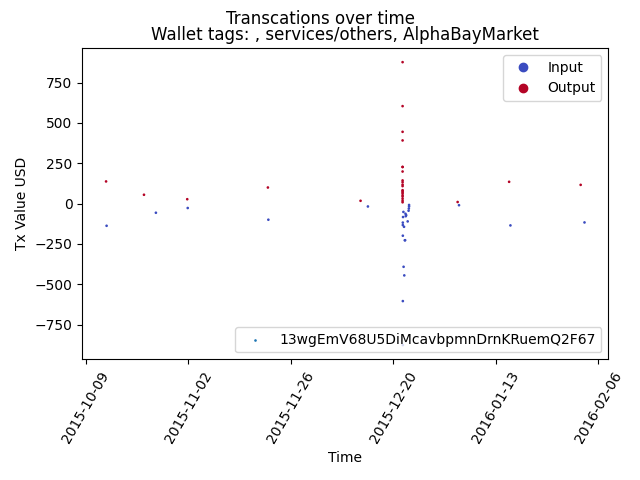 Transcations over time
Wallet tags: , services/others, AlphaBayMarket
Input
Output
Tx Value USD
750
500
250
0
−250
−500
−750
13wgEmV68U5DiMcavbpmnDrnKRuemQ2F67
2015-10-09
2015-11-02
2015-11-26
2015-12-20
2016-01-13
2016-02-06
Time